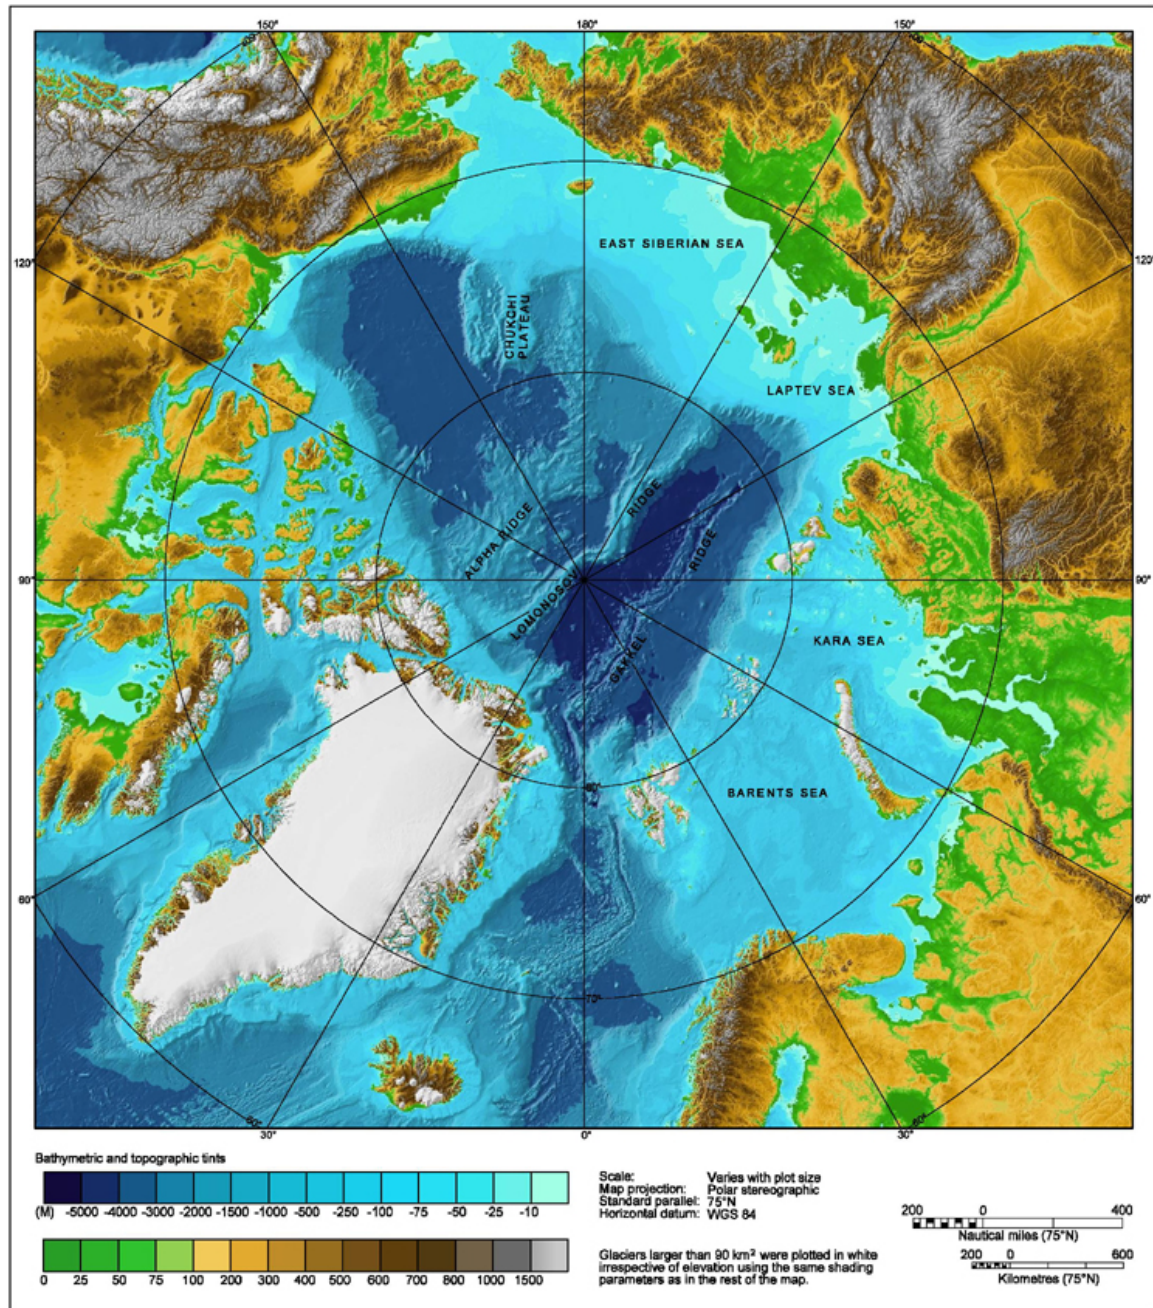 150°
180°
150°
60°
60°
EAST SIBERIAN SEA
120°
120°
CHUKCHI
PLATEAU
LAPTEV SEA
RIDGE
ALPHA RIDGE
RIDGE
90°
90°
LOMONOSOV
KARA SEA
GAKKEL
80°
BARENTS SEA
60°
60°
70°
60°
60°
30°
0°
30°
Bathymetric and topographic tints
(M) -5000 -4000 -3000 -2000 -1500 -1000 -500 -250 -100 -75 -50 -25 -10
0 25 50 75 100 200 300 400 500 600 700 800 1000 1500
Scale: Varies with plot size
Map projection: Polar stereographic
Standard parallel: 75°N
Horizontal datum: WGS 84
Glaciers larger than 90 km² were plotted in white
irrespective of elevation using the same shading
parameters as in the rest of the map.
200 0 400
Nautical miles (75°N)
200 0 600
Kilometres (75°N)